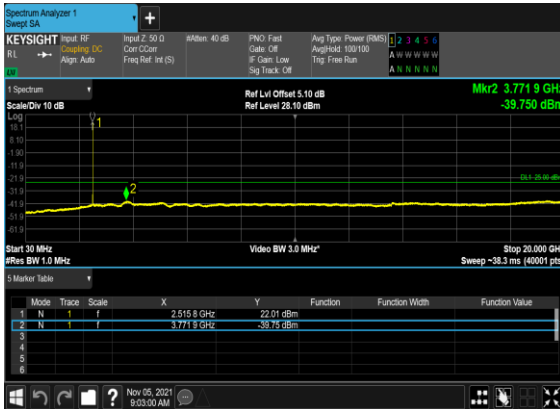 Spectrum Analyzer 1
Swept SA
+
KEYSIGHT Input: RF Input Z: 50 Ω #Atten: 40 dB PNO: Fast Avg Type: Power (RMS) 1 2 3 4 5 6
RL Coupling: DC Corr CCorr Gate: Off Avg|Hold: 100/100 A W W W W W
Align: Auto Freq Ref: Int (S) IF Gain: Low Trig: Free Run
Sig Track: Off A N N N N N
1 Spectrum Ref Lvl Offset 5.10 dB Mkr2 3.771 9 GHz
Scale/Div 10 dB Ref Level 28.10 dBm -39.750 dBm
Log
18.1
8.10
-1.90
-11.9
-21.9
-31.9
-41.9
-51.9
-61.9
1
2
DL1 -25.00 dBm
Start 30 MHz Video BW 3.0 MHz* Stop 20.000 GHz
#Res BW 1.0 MHz Sweep ~38.3 ms (40001 pts)
5 Marker Table
Mode Trace Scale X Y Function Function Width Function Value
1 N 1 f 2.515 8 GHz 22.01 dBm
2 N 1 f 3.771 9 GHz -39.75 dBm
3
4
5
6
? Nov 05, 2021
9:03:00 AM